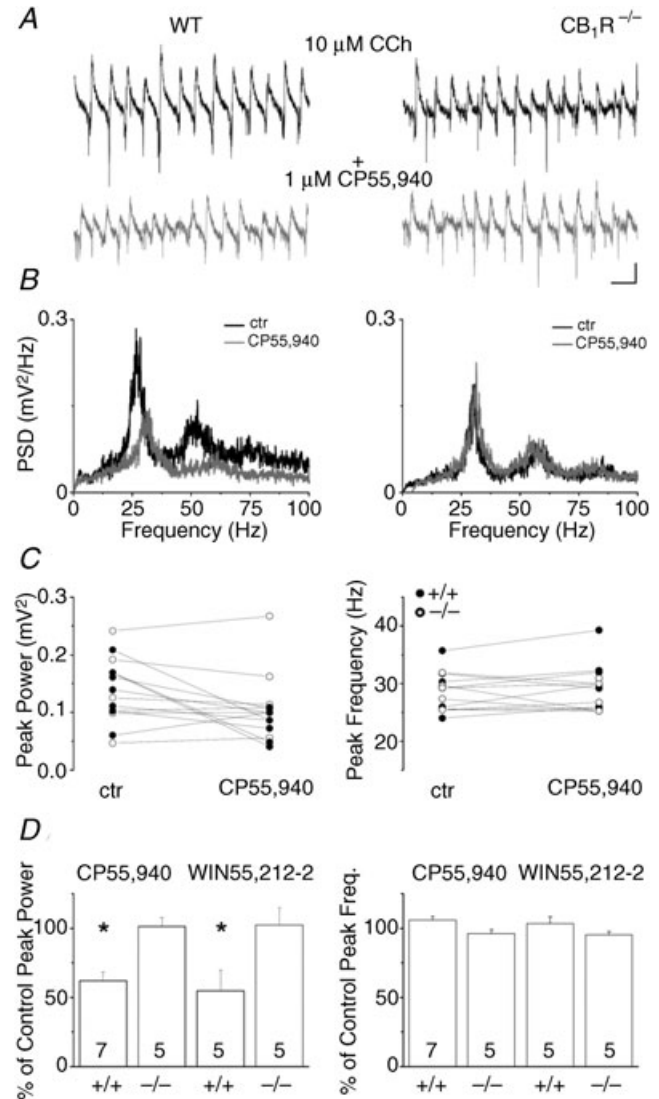 A
WT
CB₁R⁻/⁻
10 μM CCh
+
1 μM CP55,940
B
PSD (mV²/Hz)
0.3
0
ctr
CP55,940
0 25 50 75 100
Frequency (Hz)
0.3
0
ctr
CP55,940
0 25 50 75 100
Frequency (Hz)
C
Peak Power (mV²)
0.3
0.2
0.1
0.0
ctr CP55,940
Peak Frequency (Hz)
+/+
−/−
40
30
20
ctr CP55,940
D
% of Control Peak Power
CP55,940 WIN55,212-2
100
50
0
* *
7 5 5 5
+/+ −/− +/+ −/−
% of Control Peak Freq.
CP55,940 WIN55,212-2
100
50
0
7 5 5 5
+/+ −/− +/+ −/−